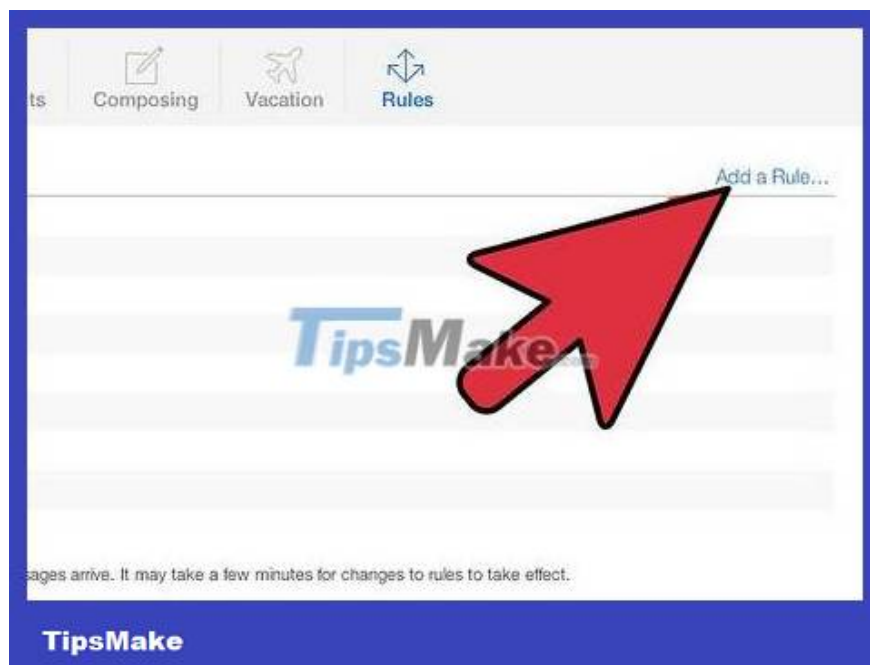 ts Composing Vacation Rules
Add a Rule...
TipsMake.com
sages arrive. It may take a few minutes for changes to rules to take effect.
TipsMake